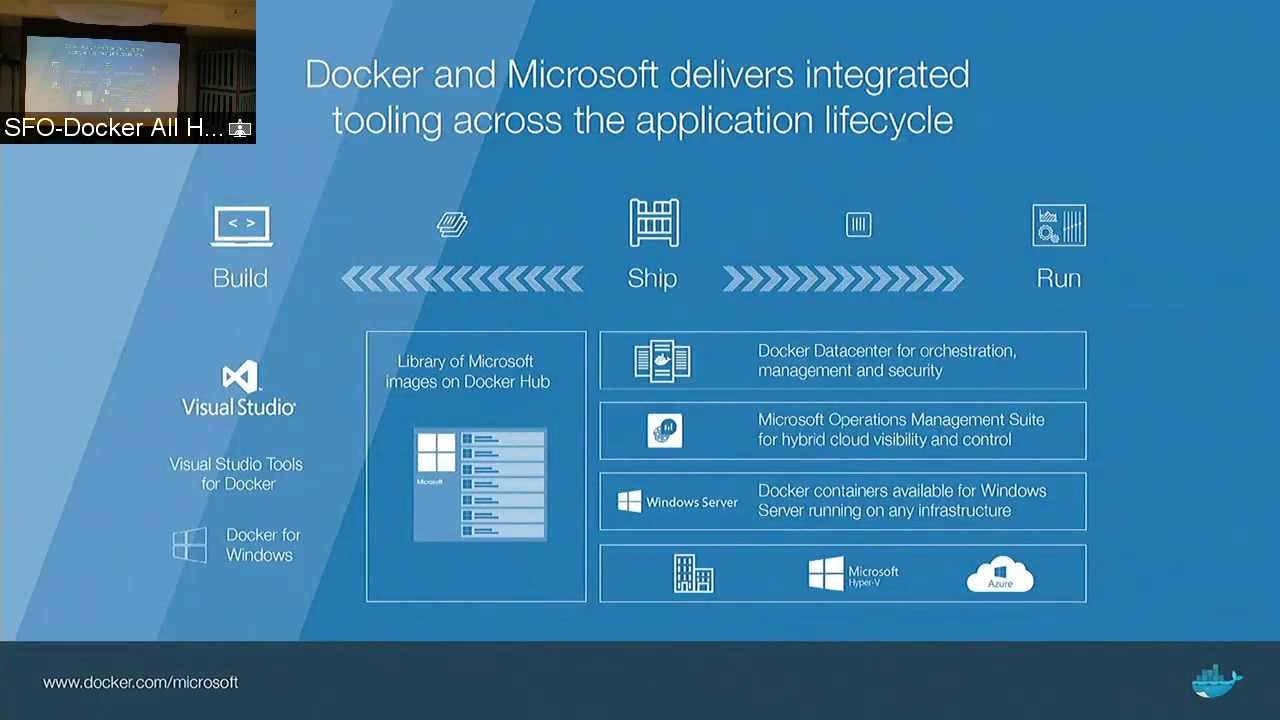 SFO-Docker All H...
Docker and Microsoft delivers integrated
tooling across the application lifecycle
< >
Build
Ship
Run
Visual Studio
Visual Studio Tools
for Docker
Docker for
Windows
Library of Microsoft
images on Docker Hub
Microsoft
Docker Datacenter for orchestration,
management and security
Microsoft Operations Management Suite
for hybrid cloud visibility and control
Windows Server
Docker containers available for Windows
Server running on any infrastructure
Microsoft
Hyper-V
Azure
www.docker.com/microsoft